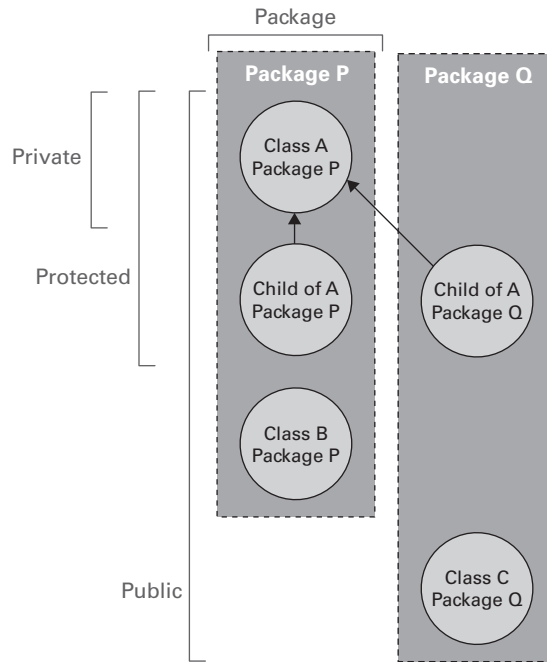 Package
Package P
Package Q
Private
Class A
Package P
Protected
Child of A
Package P
Child of A
Package Q
Class B
Package P
Public
Class C
Package Q